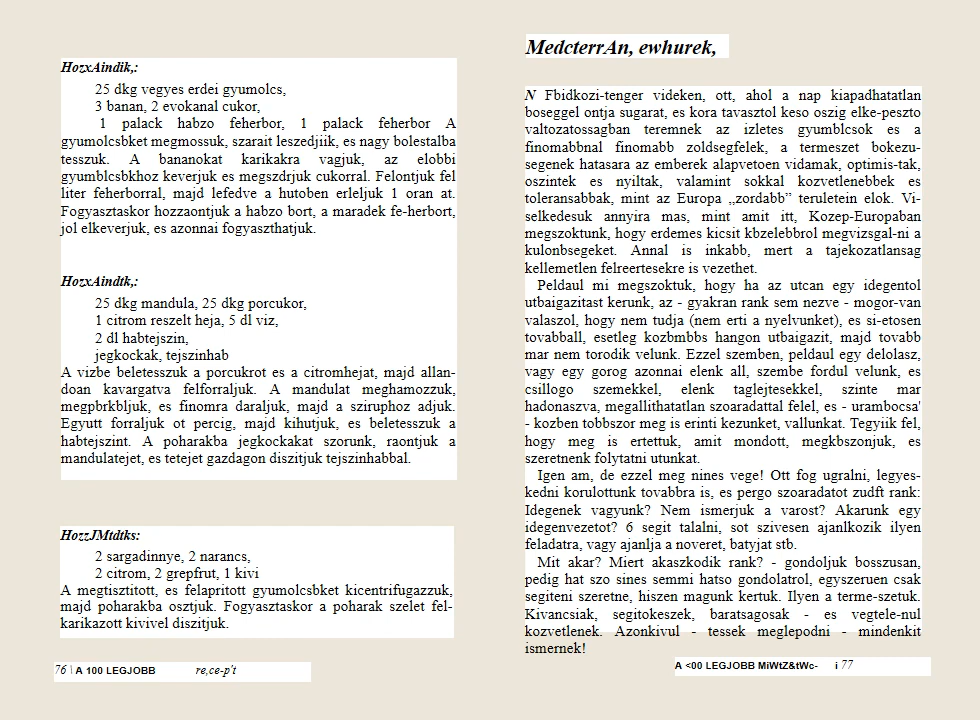 HozxAindik,:
25 dkg vegyes erdei gyumolcs,
3 banan, 2 evokanal cukor,
1 palack habzo feherbor, 1 palack feherbor A
gyumolcsbket megmossuk, szarait leszedjiik, es nagy bolestalba
tesszuk. A bananokat karikakra vagjuk, az elobbi
gyumblcsbkhoz keverjuk es megszdrjuk cukorral. Felontjuk fel
liter feherborral, majd lefedve a hutoben erleljuk 1 oran at.
Fogyasztaskor hozzaontjuk a habzo bort, a maradek fe-herbort,
jol elkeverjuk, es azonnai fogyaszthatjuk.
HozxAindtk,:
25 dkg mandula, 25 dkg porcukor,
1 citrom reszelt heja, 5 dl viz,
2 dl habtejszin,
jegkockak, tejszinhab
A vizbe beletesszuk a porcukrot es a citromhejat, majd allan-
doan kavargatva felforraljuk. A mandulat meghamozzuk,
megpbrkbljuk, es finomra daraljuk, majd a sziruphoz adjuk.
Egyutt forraljuk ot percig, majd kihutjuk, es beletesszuk a
habtejszint. A poharakba jegkockakat szorunk, raontjuk a
mandulatejet, es tetejet gazdagon diszitjuk tejszinhabbal.
HozzJMtdtks:
2 sargadinnye, 2 narancs,
2 citrom, 2 grepfrut, 1 kivi
A megtisztitott, es felapritott gyumolcsbket kicentrifugazzuk,
majd poharakba osztjuk. Fogyasztaskor a poharak szelet fel-
karikazott kivivel diszitjuk.
76 \ A 100 LEGJOBB re,ce-p't
MedcterrAn, ewhurek,
N Fbidkozi-tenger videken, ott, ahol a nap kiapadhatatlan
boseggel ontja sugarat, es kora tavasztol keso oszig elke-peszto
valtozatossagban teremnek az izletes gyumblcsok es a
finomabbnal finomabb zoldsegfelek, a termeszet bokezu-
segenek hatasara az emberek alapvetoen vidamak, optimis-tak,
oszintek es nyiltak, valamint sokkal kozvetlenebbek es
toleransabbak, mint az Europa „zordabb” teruletein elok. Vi-
selkedesuk annyira mas, mint amit itt, Kozep-Europaban
megszoktunk, hogy erdemes kicsit kbzelebbrol megvizsgal-ni a
kulonbsegeket. Annal is inkabb, mert a tajekozatlansag
kellemetlen felreertesekre is vezethet.
Peldaul mi megszoktuk, hogy ha az utcan egy idegentol
utbaigazitast kerunk, az - gyakran rank sem nezve - mogor-van
valaszol, hogy nem tudja (nem erti a nyelvunket), es si-etosen
tovabball, esetleg kozbmbbs hangon utbaigazit, majd tovabb
mar nem torodik velunk. Ezzel szemben, peldaul egy delolasz,
vagy egy gorog azonnai elenk all, szembe fordul velunk, es
csillogo szemekkel, elenk taglejtesekkel, szinte mar
hadonaszva, megallithatatlan szoaradattal felel, es - urambocsa'
- kozben tobbszor meg is erinti kezunket, vallunkat. Tegyiik fel,
hogy meg is ertettuk, amit mondott, megkbszonjuk, es
szeretnenk folytatni utunkat.
Igen am, de ezzel meg nines vege! Ott fog ugralni, legyes-
kedni korulottunk tovabbra is, es pergo szoaradatot zudft rank:
Idegenek vagyunk? Nem ismerjuk a varost? Akarunk egy
idegenvezetot? 6 segit talalni, sot szivesen ajanlkozik ilyen
feladatra, vagy ajanlja a noveret, batyjat stb.
Mit akar? Miert akaszkodik rank? - gondoljuk bosszusan,
pedig hat szo sines semmi hatso gondolatrol, egyszeruen csak
segiteni szeretne, hiszen magunk kertuk. Ilyen a terme-szetuk.
Kivancsiak, segitokeszek, baratsagosak - es vegtele-nul
kozvetlenek. Azonkivul - tessek meglepodni - mindenkit
ismernek!
A <00 LEGJOBB MiWtZ&tWc- i 77